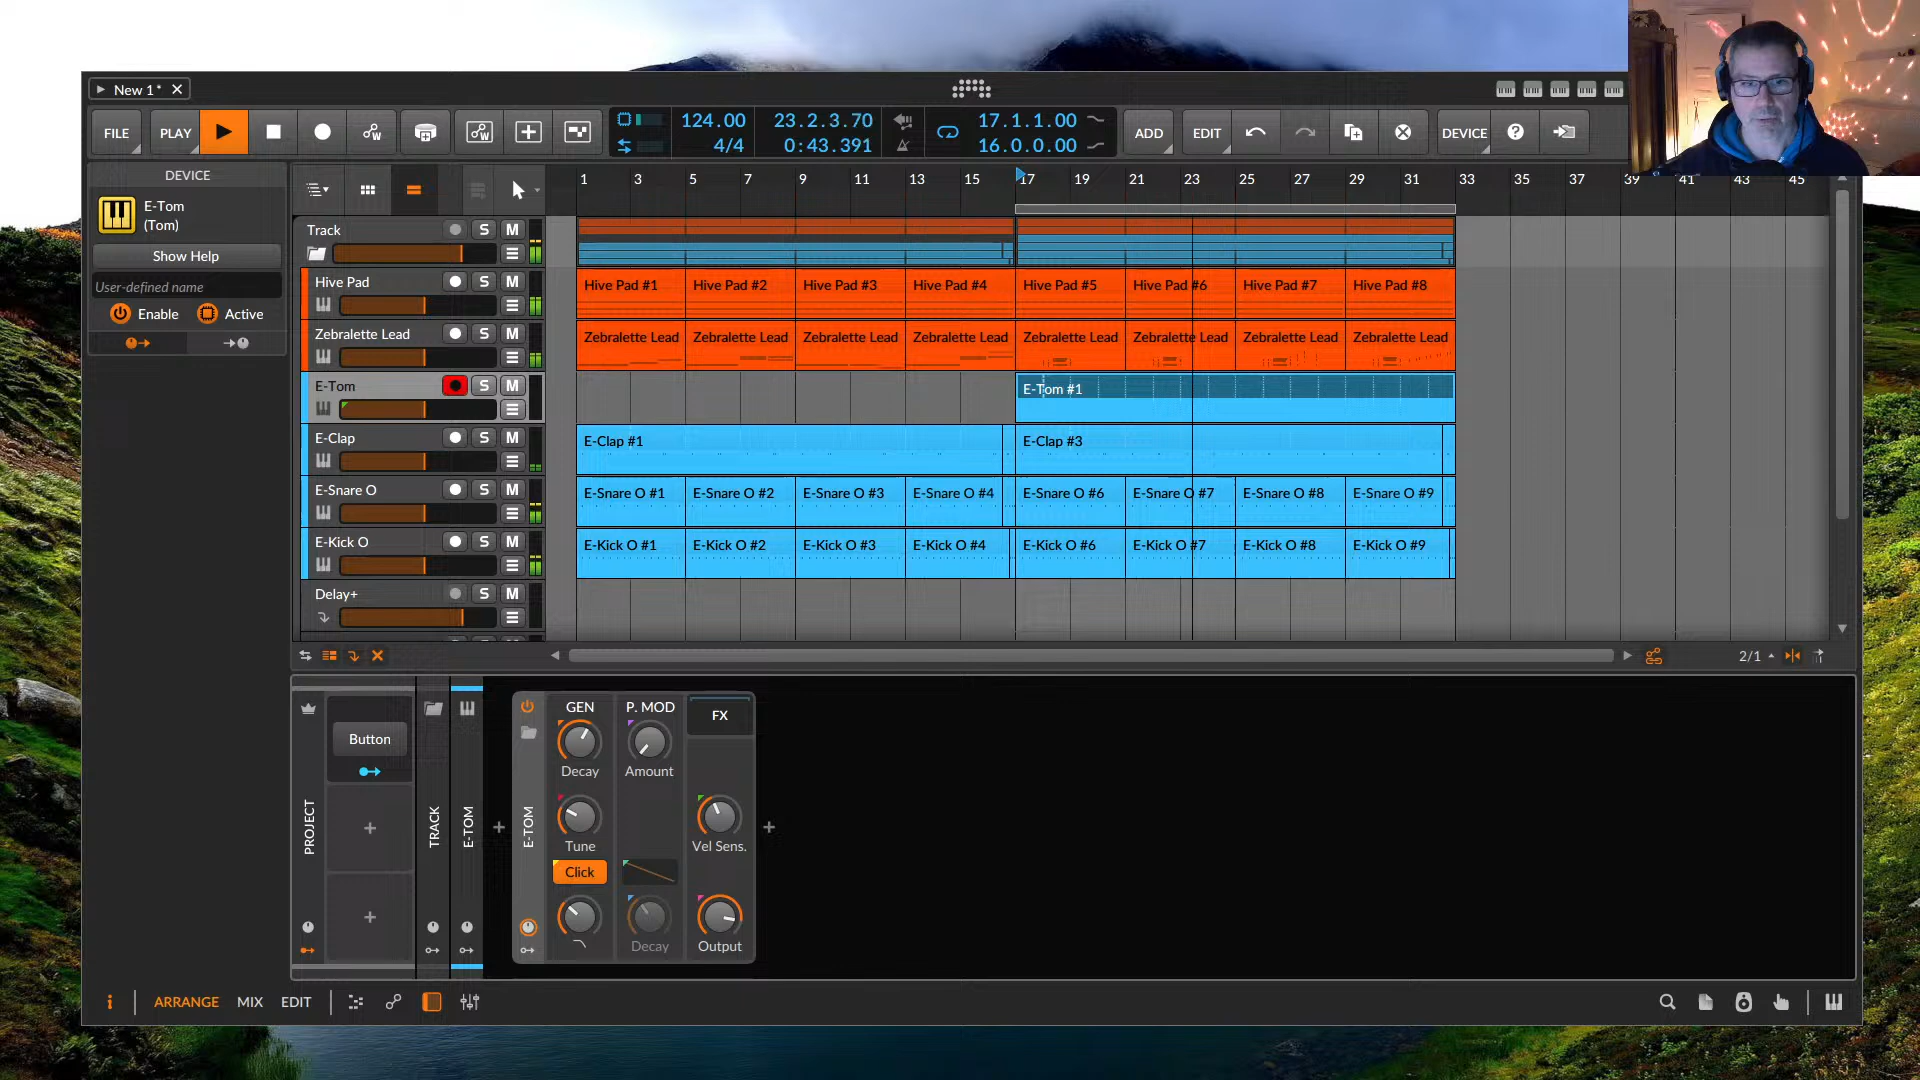 New 1*
FILE PLAY 124.00 4/4 23.2.3.70 0:43.391 17.1.1.00 16.0.0.00 ADD EDIT DEVICE
DEVICE
E-Tom
(Tom)
Show Help
User-defined name
Enable Active
1 3 5 7 9 11 13 15 17 19 21 23 25 27 29 31 33 35 37 39 41 43 45
Track S M
Hive Pad S M Hive Pad #1 Hive Pad #2 Hive Pad #3 Hive Pad #4 Hive Pad #5 Hive Pad #6 Hive Pad #7 Hive Pad #8
Zebralette Lead S M Zebralette Lead Zebralette Lead Zebralette Lead Zebralette Lead Zebralette Lead Zebralette Lead Zebralette Lead Zebralette Lead
E-Tom S M E-Tom #1
E-Clap S M E-Clap #1 E-Clap #3
E-Snare O S M E-Snare O #1 E-Snare O #2 E-Snare O #3 E-Snare O #4 E-Snare O #6 E-Snare O #7 E-Snare O #8 E-Snare O #9
E-Kick O S M E-Kick O #1 E-Kick O #2 E-Kick O #3 E-Kick O #4 E-Kick O #6 E-Kick O #7 E-Kick O #8 E-Kick O #9
Delay+ S M
2/1
PROJECT
Button
TRACK
E-TOM
E-TOM
GEN P. MOD FX
Decay Amount
Tune Vel Sens.
Click
Decay Output
ARRANGE MIX EDIT